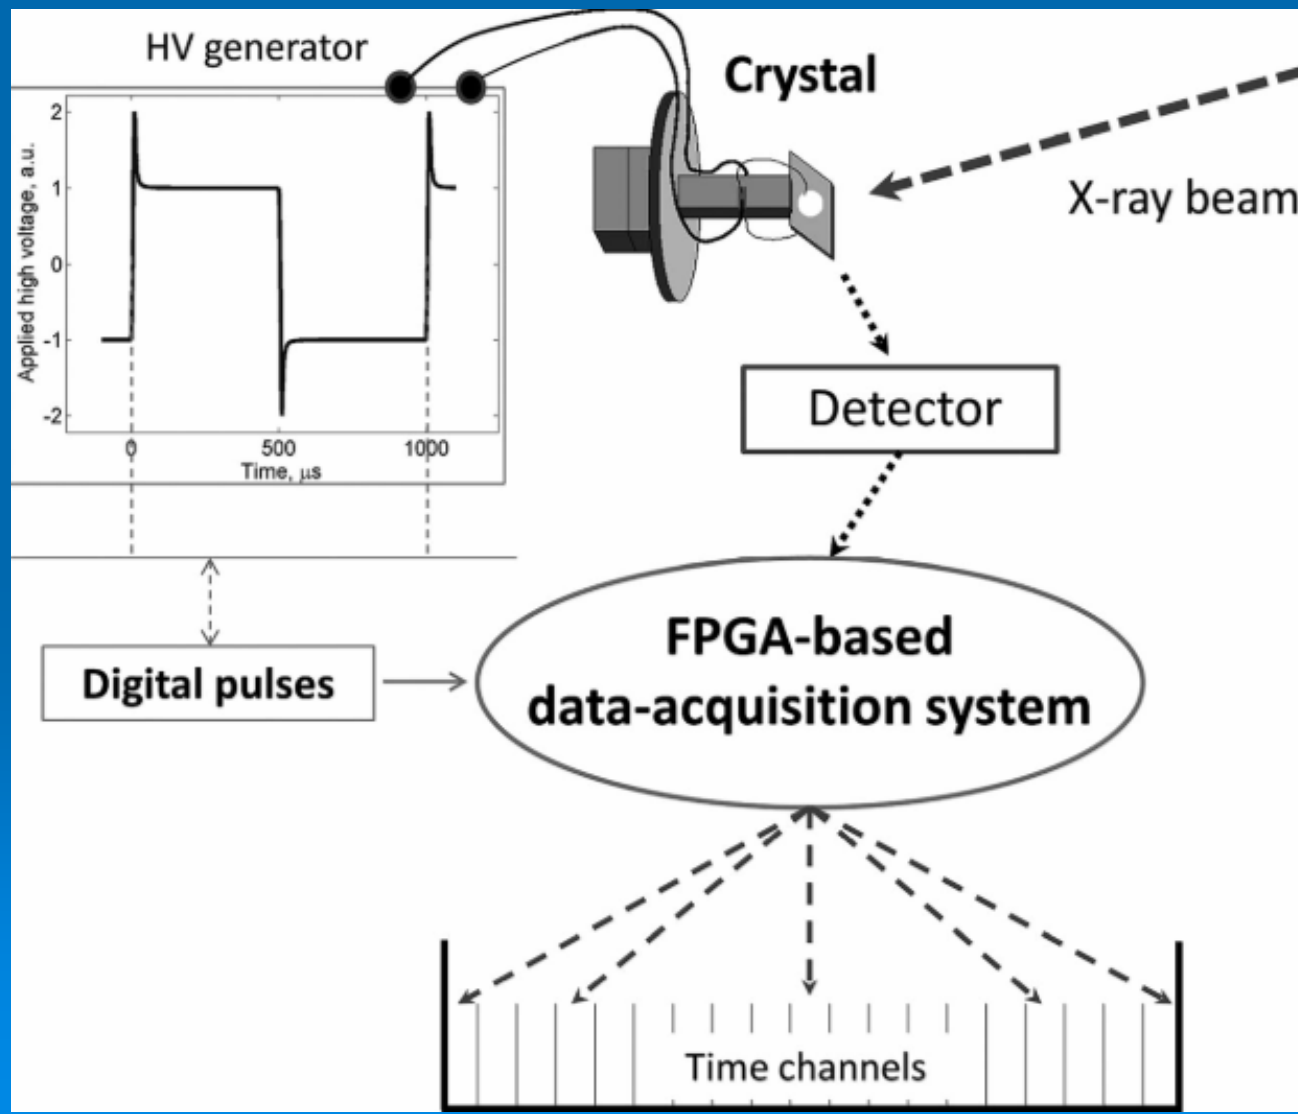 HV generator
Crystal
X-ray beam
Applied high voltage, a.u.
2
1
0
-1
-2
0 500 1000
Time, μs
Detector
Digital pulses
FPGA-based
data-acquisition system
Time channels